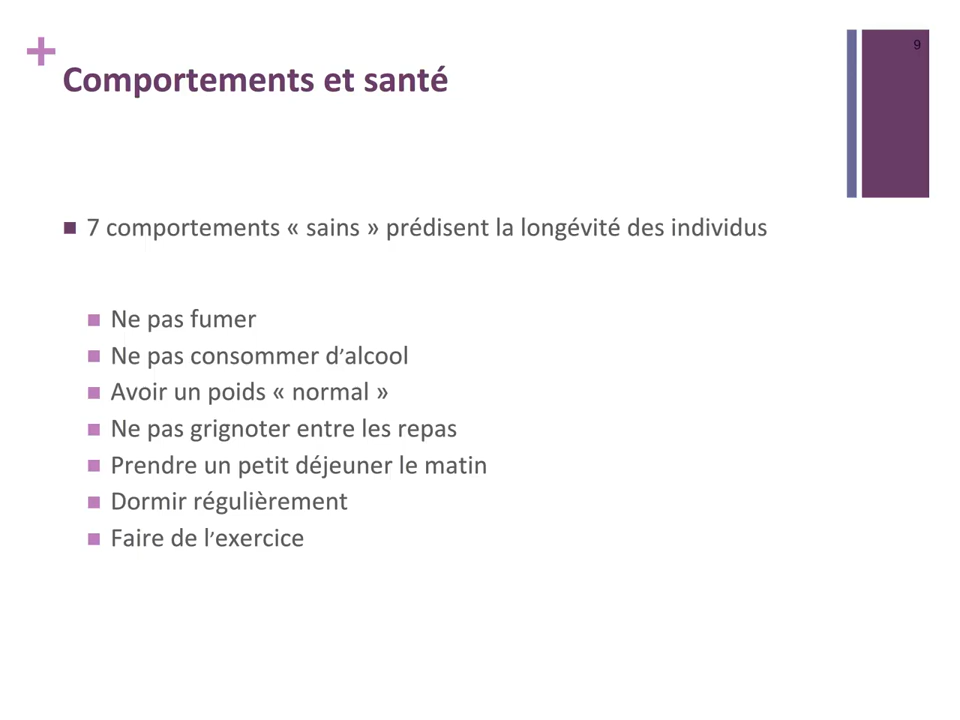 9
+
Comportements et santé
7 comportements « sains » prédisent la longévité des individus
Ne pas fumer
Ne pas consommer d’alcool
Avoir un poids « normal »
Ne pas grignoter entre les repas
Prendre un petit déjeuner le matin
Dormir régulièrement
Faire de l’exercice